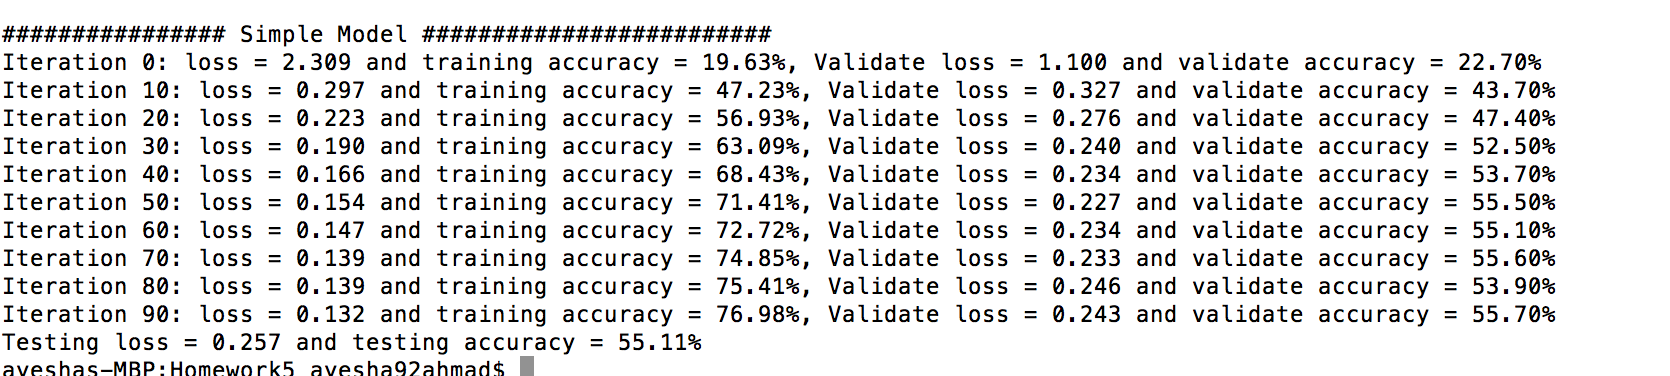 ################ Simple Model #########################
Iteration 0: loss = 2.309 and training accuracy = 19.63%, Validate loss = 1.100 and validate accuracy = 22.70%
Iteration 10: loss = 0.297 and training accuracy = 47.23%, Validate loss = 0.327 and validate accuracy = 43.70%
Iteration 20: loss = 0.223 and training accuracy = 56.93%, Validate loss = 0.276 and validate accuracy = 47.40%
Iteration 30: loss = 0.190 and training accuracy = 63.09%, Validate loss = 0.240 and validate accuracy = 52.50%
Iteration 40: loss = 0.166 and training accuracy = 68.43%, Validate loss = 0.234 and validate accuracy = 53.70%
Iteration 50: loss = 0.154 and training accuracy = 71.41%, Validate loss = 0.227 and validate accuracy = 55.50%
Iteration 60: loss = 0.147 and training accuracy = 72.72%, Validate loss = 0.234 and validate accuracy = 55.10%
Iteration 70: loss = 0.139 and training accuracy = 74.85%, Validate loss = 0.233 and validate accuracy = 55.60%
Iteration 80: loss = 0.139 and training accuracy = 75.41%, Validate loss = 0.246 and validate accuracy = 53.90%
Iteration 90: loss = 0.132 and training accuracy = 76.98%, Validate loss = 0.243 and validate accuracy = 55.70%
Testing loss = 0.257 and testing accuracy = 55.11%
ayeshas-MBP:Homework5 ayesha92ahmad$